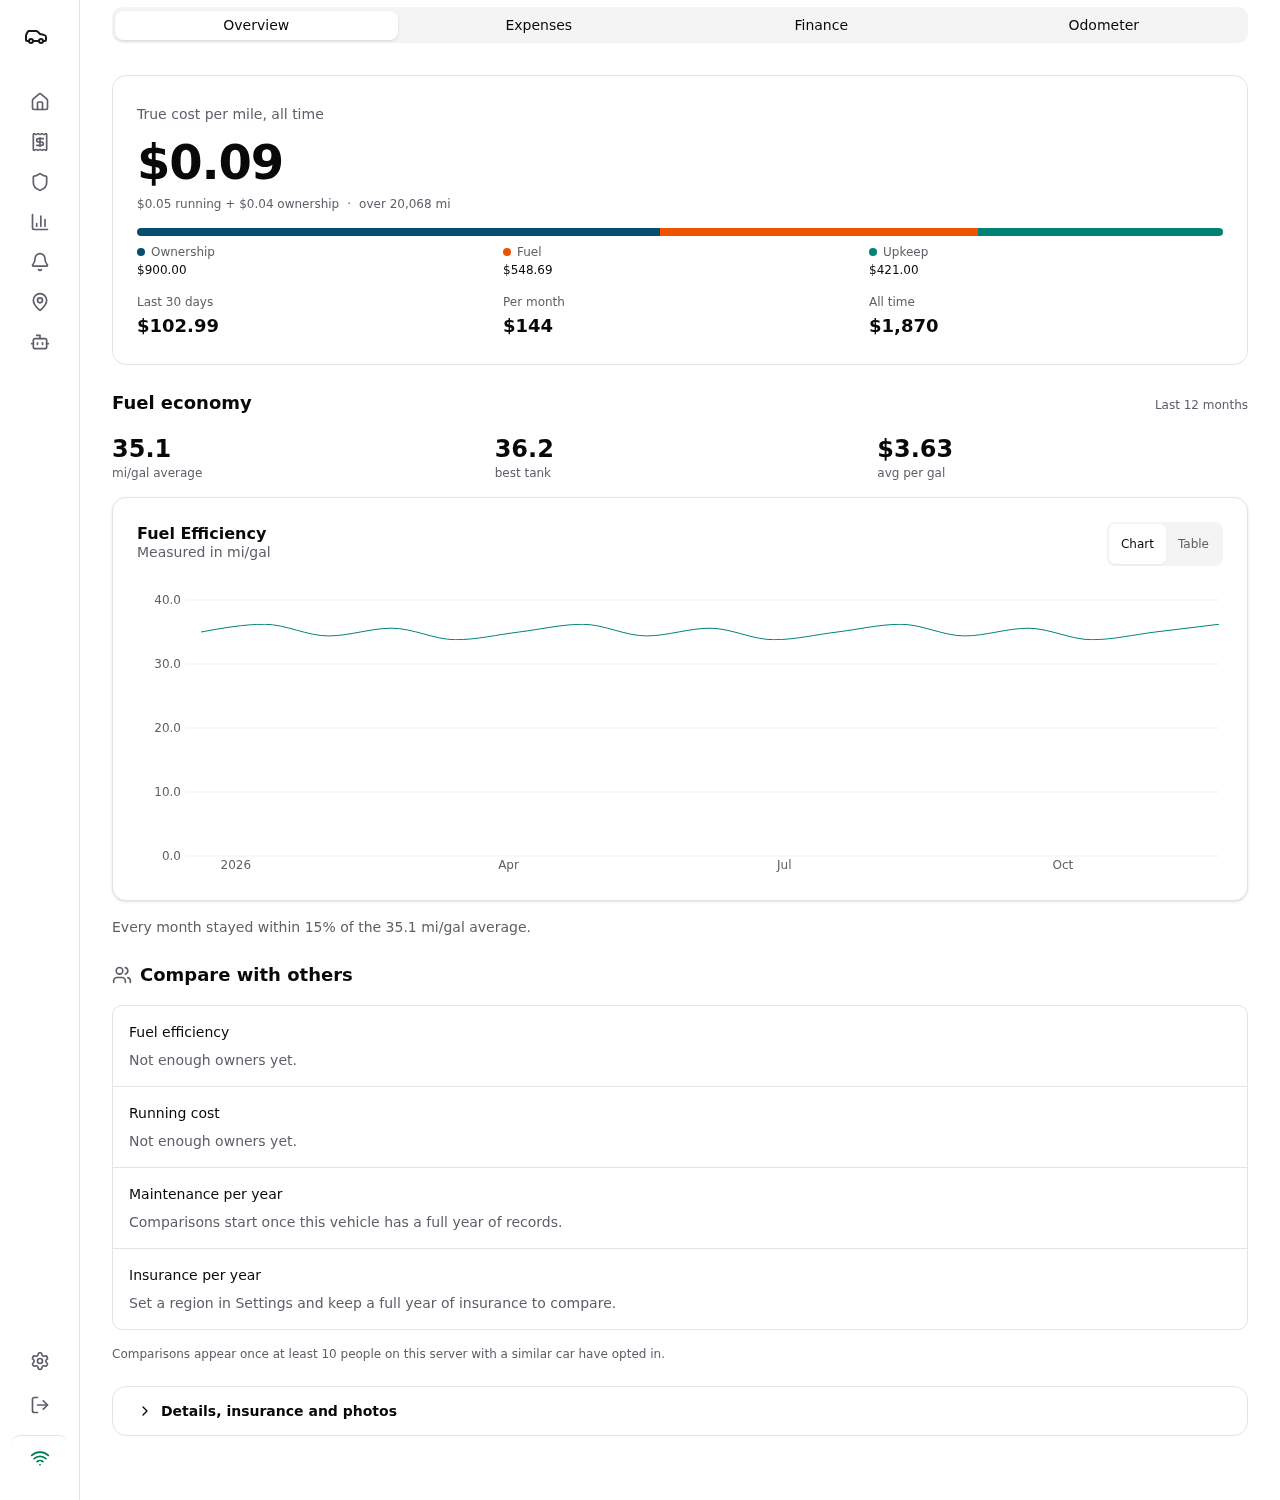 Overview Expenses Finance Odometer
True cost per mile, all time
$0.09
$0.05 running + $0.04 ownership · over 20,068 mi
Ownership Fuel Upkeep
$900.00 $548.69 $421.00
Last 30 days Per month All time
$102.99 $144 $1,870
Fuel economy Last 12 months
35.1 36.2 $3.63
mi/gal average best tank avg per gal
Fuel Efficiency
Measured in mi/gal
Chart Table
40.0
30.0
20.0
10.0
0.0
2026 Apr Jul Oct
Every month stayed within 15% of the 35.1 mi/gal average.
Compare with others
Fuel efficiency
Not enough owners yet.
Running cost
Not enough owners yet.
Maintenance per year
Comparisons start once this vehicle has a full year of records.
Insurance per year
Set a region in Settings and keep a full year of insurance to compare.
Comparisons appear once at least 10 people on this server with a similar car have opted in.
Details, insurance and photos